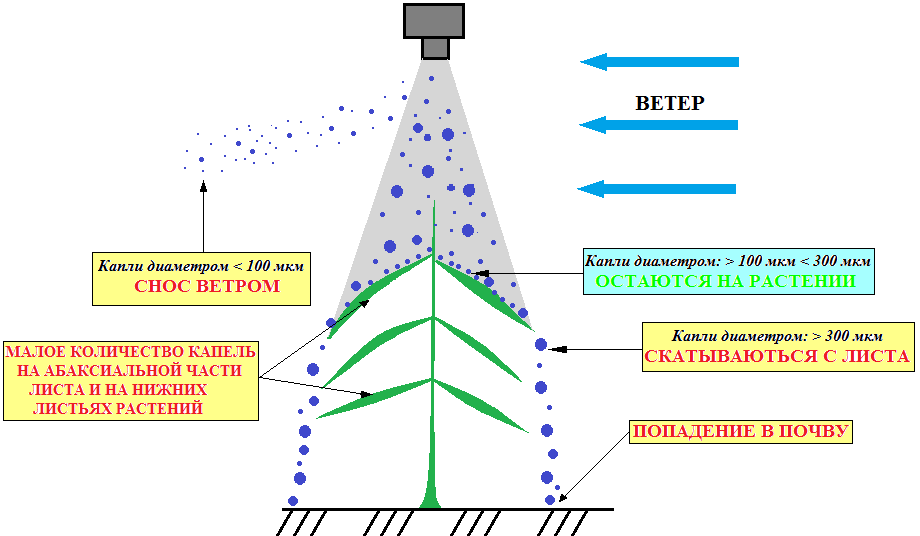 ВЕТЕР
Капли диаметром < 100 мкм
СНОС ВЕТРОМ
Капли диаметром: > 100 мкм < 300 мкм
ОСТАЮТСЯ НА РАСТЕНИИ
Капли диаметром: > 300 мкм
СКАТЫВАЮТЬСЯ С ЛИСТА
МАЛОЕ КОЛИЧЕСТВО КАПЕЛЬ
НА АБАКСИАЛЬНОЙ ЧАСТИ
ЛИСТА И НА НИЖНИХ
ЛИСТЬЯХ РАСТЕНИЙ
ПОПАДЕНИЕ В ПОЧВУ